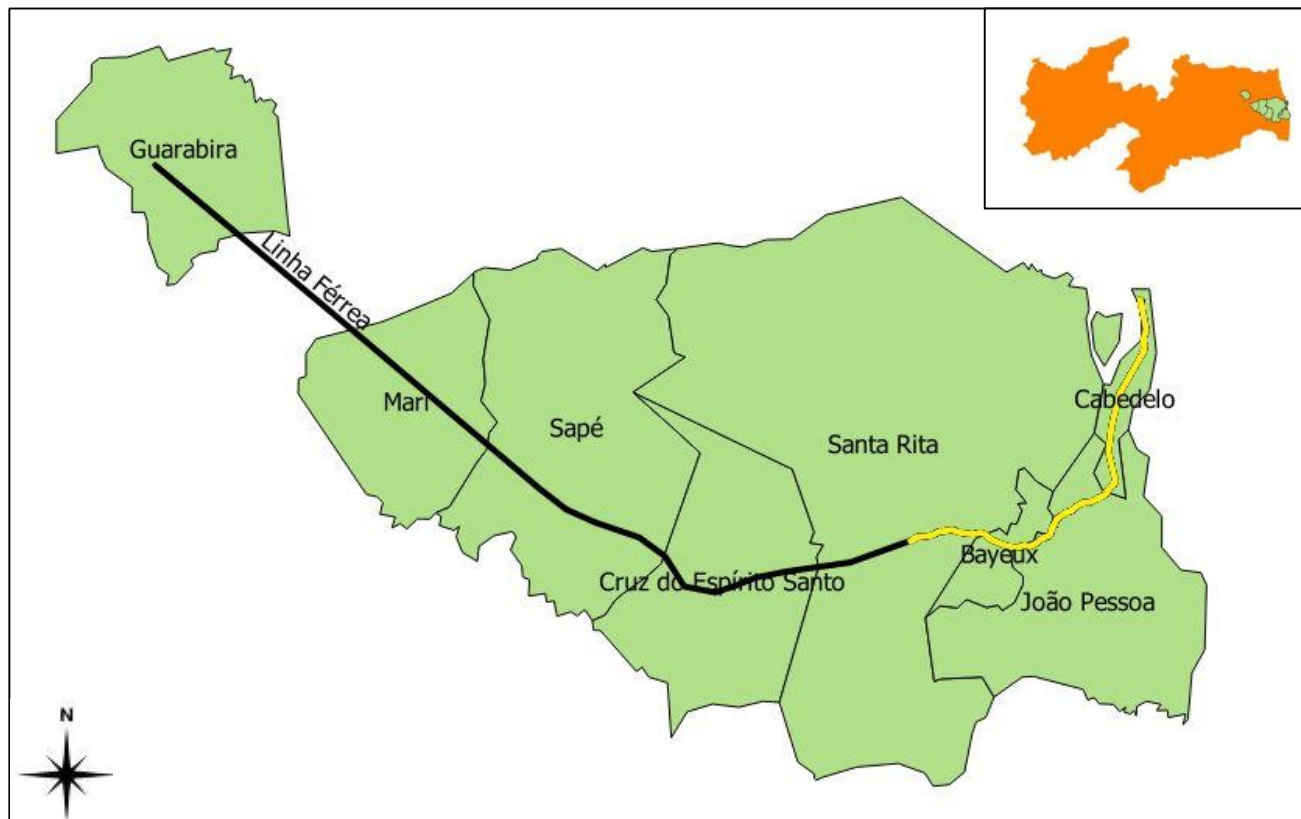 Guarabira
Linha Férrea
Mari
Sapé
Santa Rita
Cabedelo
Bayeux
Cruz do Espírito Santo
João Pessoa
N